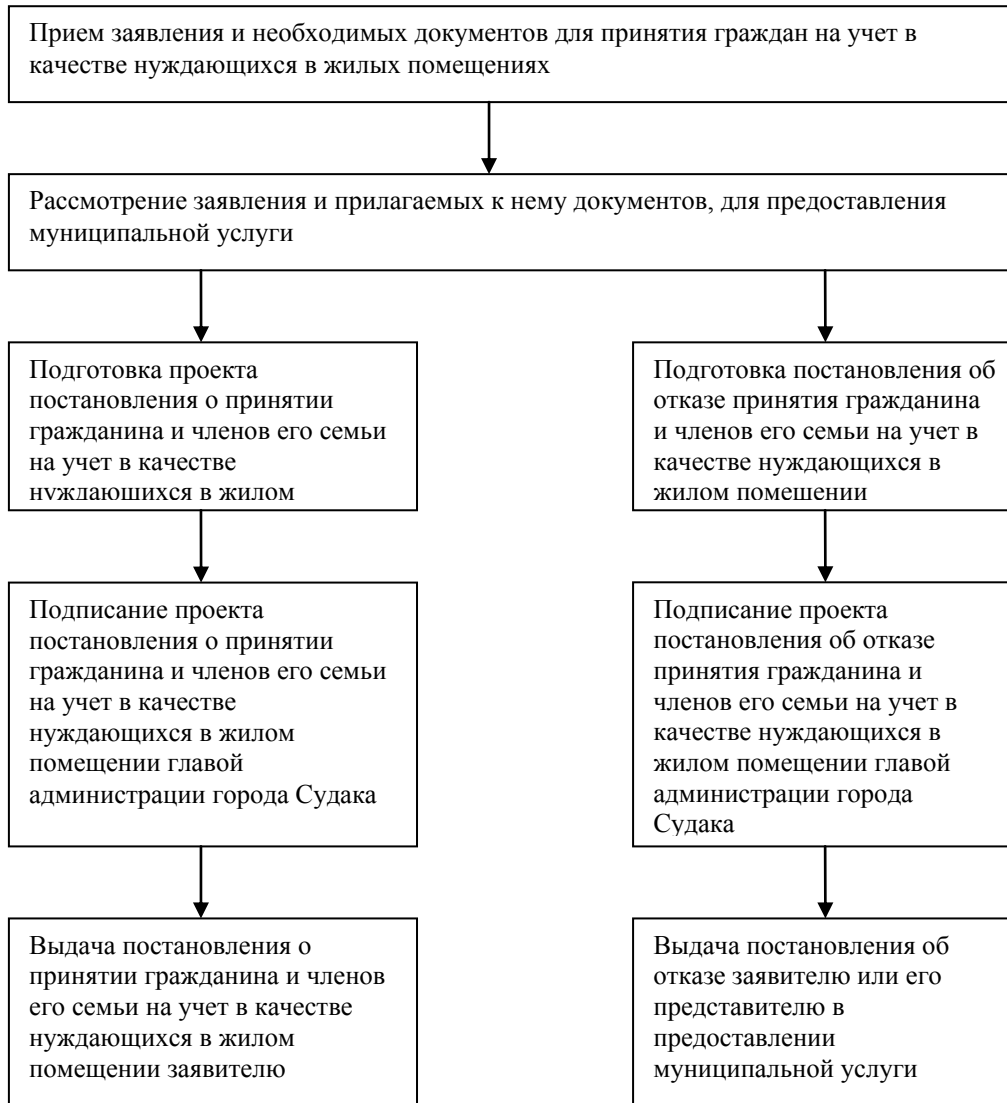 Прием заявления и необходимых документов для принятия граждан на учет в
качестве нуждающихся в жилых помещениях
Рассмотрение заявления и прилагаемых к нему документов, для предоставления
муниципальной услуги
Подготовка проекта
постановления о принятии
гражданина и членов его семьи
на учет в качестве
нуждающихся в жилом
Подготовка постановления об
отказе принятия гражданина
и членов его семьи на учет в
качестве нуждающихся в
жилом помещении
Подписание проекта
постановления о принятии
гражданина и членов его семьи
на учет в качестве
нуждающихся в жилом
помещении главой
администрации города Судака
Подписание проекта
постановления об отказе
принятия гражданина и
членов его семьи на учет в
качестве нуждающихся в
жилом помещении главой
администрации города
Судака
Выдача постановления о
принятии гражданина и членов
его семьи на учет в качестве
нуждающихся в жилом
помещении заявителю
Выдача постановления об
отказе заявителю или его
представителю в
предоставлении
муниципальной услуги